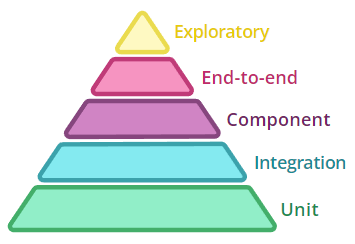 Exploratory
End-to-end
Component
Integration
Unit